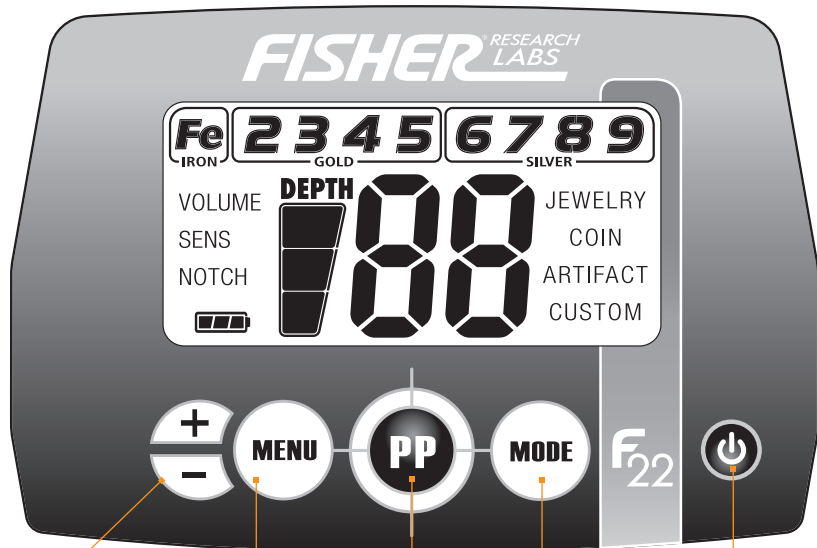 FISHER RESEARCH LABS
Fe 2 3 4 5 6 7 8 9
IRON GOLD SILVER
VOLUME
SENS
NOTCH
DEPTH
88
JEWELRY
COIN
ARTIFACT
CUSTOM
+
−
MENU
PP
MODE
F22